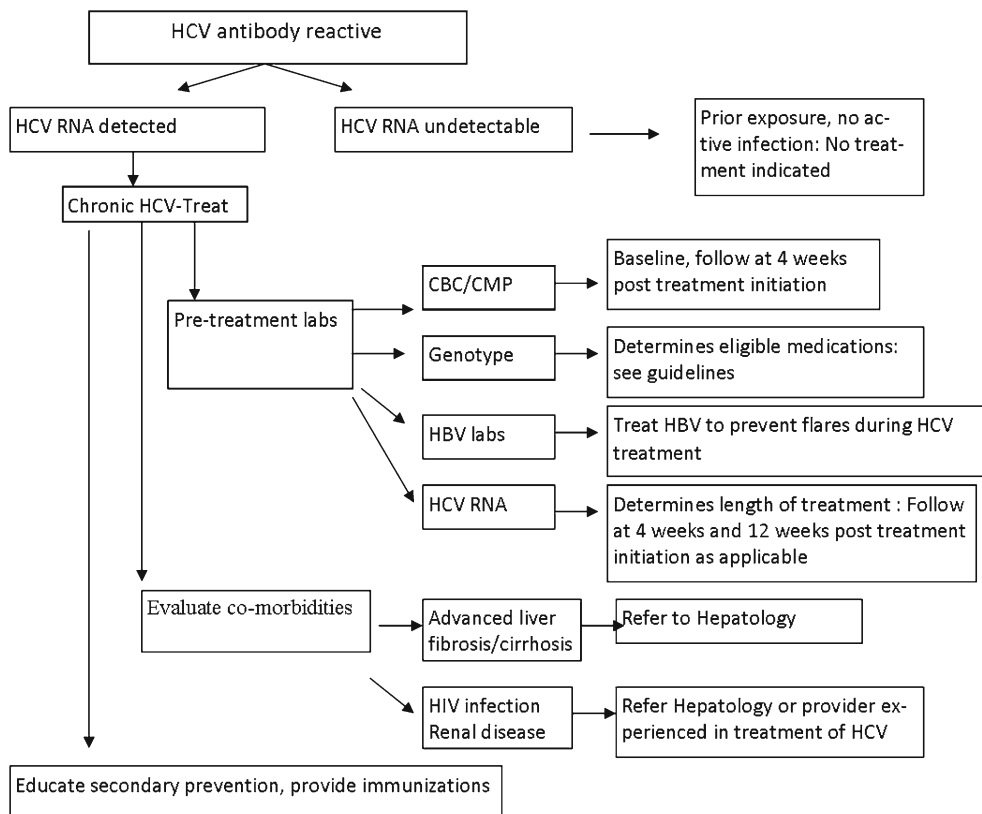 HCV antibody reactive
HCV RNA detected
HCV RNA undetectable
Prior exposure, no ac-
tive infection: No treat-
ment indicated
Chronic HCV-Treat
Pre-treatment labs
CBC/CMP
Baseline, follow at 4 weeks
post treatment initiation
Genotype
Determines eligible medications:
see guidelines
HBV labs
Treat HBV to prevent flares during HCV
treatment
HCV RNA
Determines length of treatment : Follow
at 4 weeks and 12 weeks post treatment
initiation as applicable
Evaluate co-morbidities
Advanced liver
fibrosis/cirrhosis
Refer to Hepatology
HIV infection
Renal disease
Refer Hepatology or provider ex-
perienced in treatment of HCV
Educate secondary prevention, provide immunizations